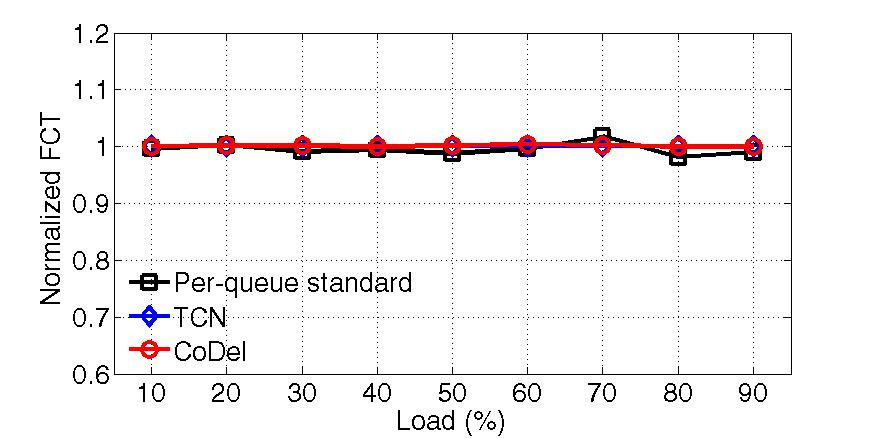 1.2
1.1
1
0.9
0.8
0.7
0.6
Normalized FCT
Per-queue standard
TCN
CoDel
10 20 30 40 50 60 70 80 90
Load (%)